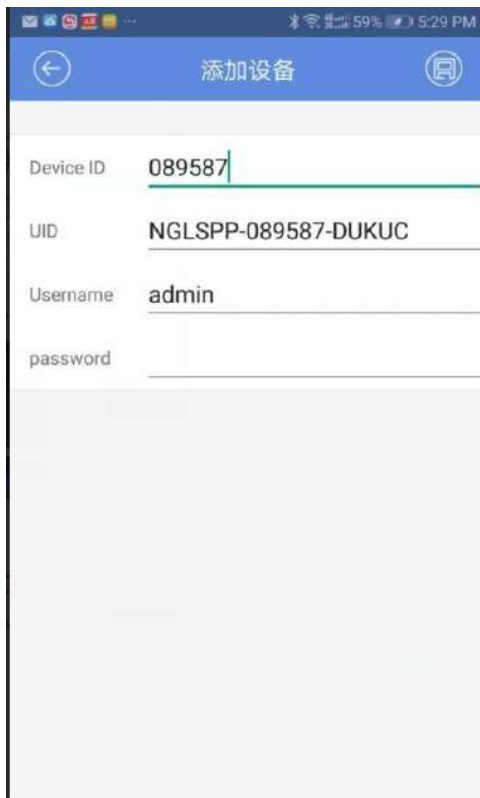 59% 5:29 PM
添加设备
Device ID 089587
UID NGLSPP-089587-DUKUC
Username admin
password